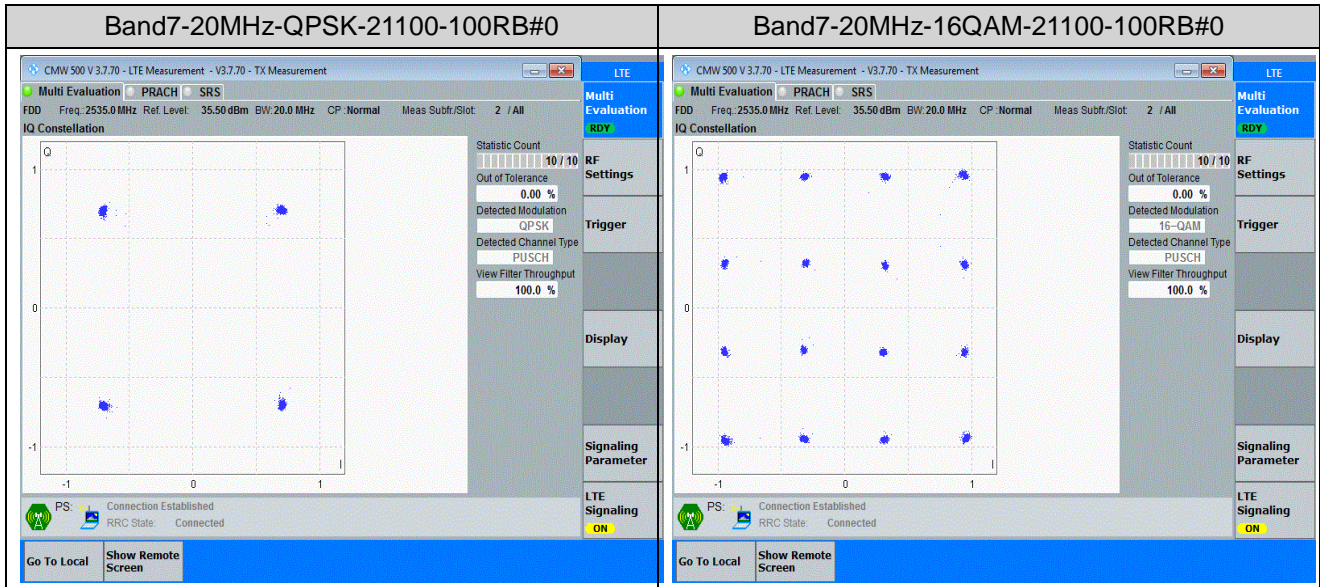 Band7-20MHz-QPSK-21100-100RB#0
CMW 500 V 3.7.70 - LTE Measurement - V3.7.70 - TX Measurement
LTE
Multi Evaluation PRACH SRS
FDD Freq.:2535.0 MHz Ref. Level: 35.50 dBm BW:20.0 MHz CP :Normal Meas Subfr./Slot: 2 / All
IQ Constellation
Q
1
0
-1
-1 0 1
I
Statistic Count
10 / 10
Out of Tolerance
0.00 %
Detected Modulation
QPSK
Detected Channel Type
PUSCH
View Filter Throughput
100.0 %
Multi
Evaluation
RDY
RF
Settings
Trigger
Display
Signaling
Parameter
LTE
Signaling
ON
PS: Connection Established
RRC State: Connected
Go To Local
Show Remote
Screen
Band7-20MHz-16QAM-21100-100RB#0
CMW 500 V 3.7.70 - LTE Measurement - V3.7.70 - TX Measurement
LTE
Multi Evaluation PRACH SRS
FDD Freq.:2535.0 MHz Ref. Level: 35.50 dBm BW:20.0 MHz CP :Normal Meas Subfr./Slot: 2 / All
IQ Constellation
Q
1
0
-1
-1 0 1
I
Statistic Count
10 / 10
Out of Tolerance
0.00 %
Detected Modulation
16-QAM
Detected Channel Type
PUSCH
View Filter Throughput
100.0 %
Multi
Evaluation
RDY
RF
Settings
Trigger
Display
Signaling
Parameter
LTE
Signaling
ON
PS: Connection Established
RRC State: Connected
Go To Local
Show Remote
Screen